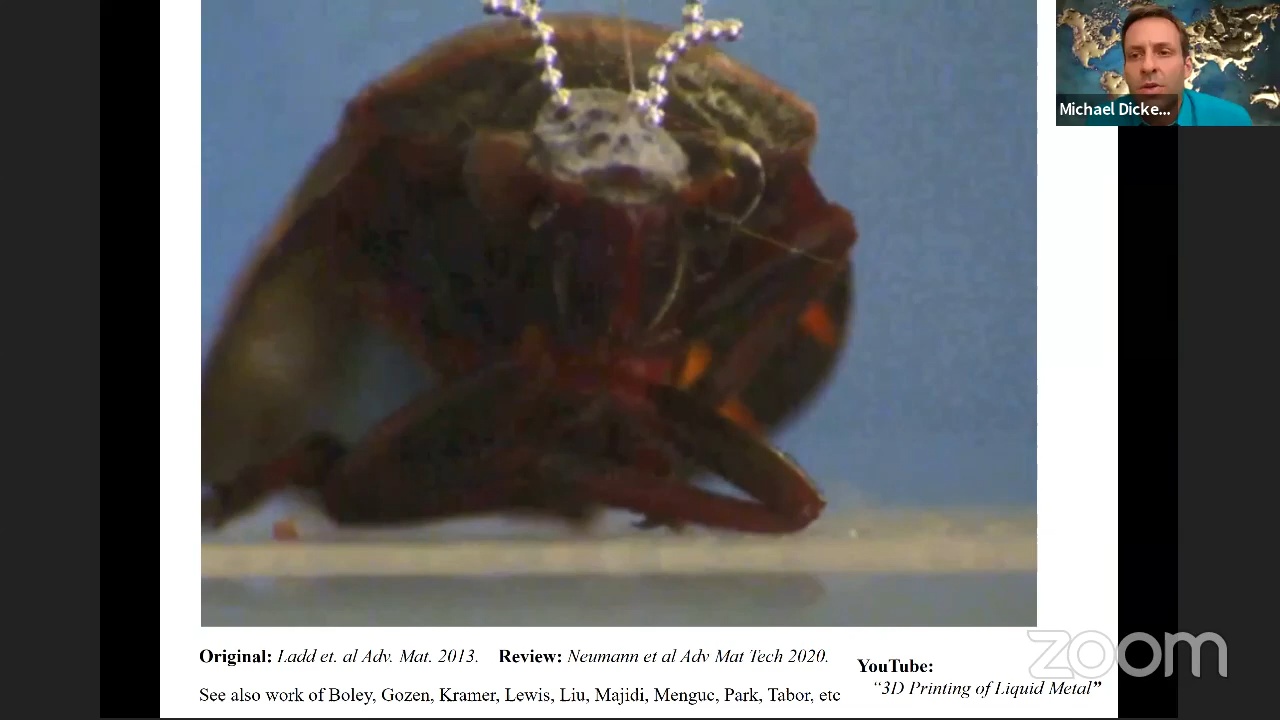 Michael Dicke...
Original: Ladd et. al Adv. Mat. 2013. Review: Neumann et al Adv Mat Tech 2020.
See also work of Boley, Gozen, Kramer, Lewis, Liu, Majidi, Menguc, Park, Tabor, etc
YouTube:
“3D Printing of Liquid Metal”
zoom